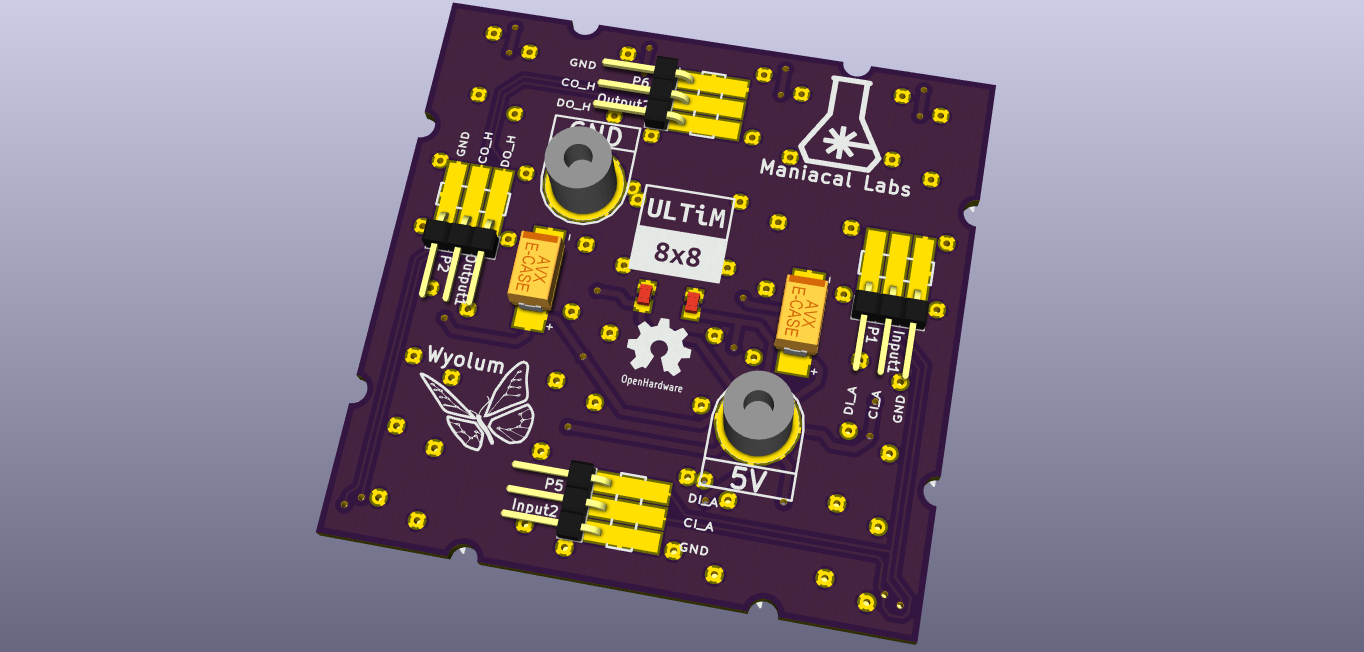 GND
CO_H
DO_H
P6
GND
Maniacal Labs
GND
CO_H
DO_H
ULTiM
8x8
P2
Output1
AVX
E-CASE
+
AVX
E-CASE
+
P1
Input1
Wyolum
OpenHardware
DI_A
CI_A
GND
5V
P5
Input2
DI_A
CI_A
GND